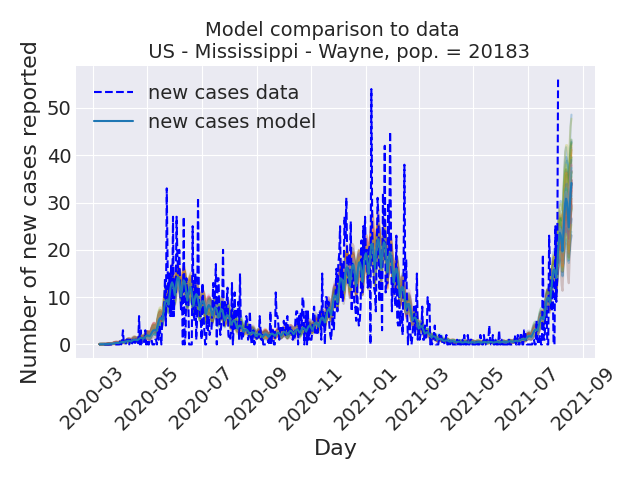 Model comparison to data
US - Mississippi - Wayne, pop. = 20183
Number of new cases reported
50
40
30
20
10
0
new cases data
new cases model
2020-03
2020-05
2020-07
2020-09
2020-11
2021-01
2021-03
2021-05
2021-07
2021-09
Day